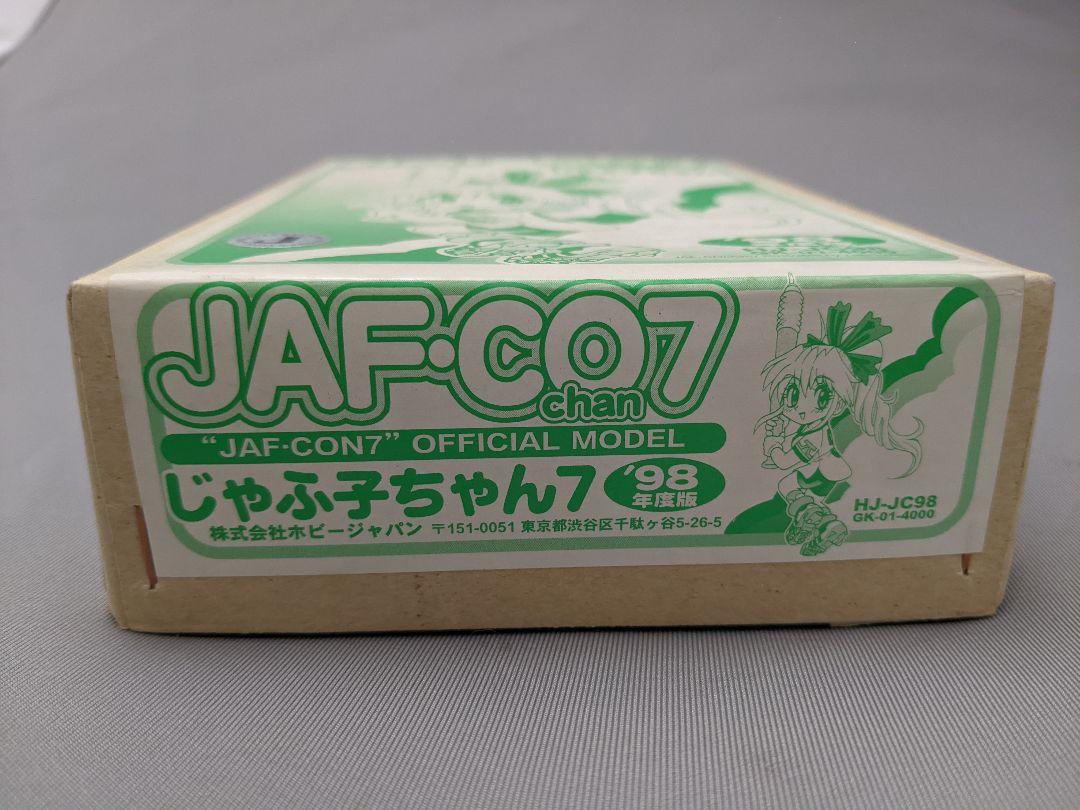 JAF·CO7
chan
"JAF·CON7" OFFICIAL MODEL
じゃふ子ちゃん7 '98
年度版
株式会社ホビージャパン 〒151-0051 東京都渋谷区千駄ヶ谷5-26-5
HJ-JC98
GK-01-4000